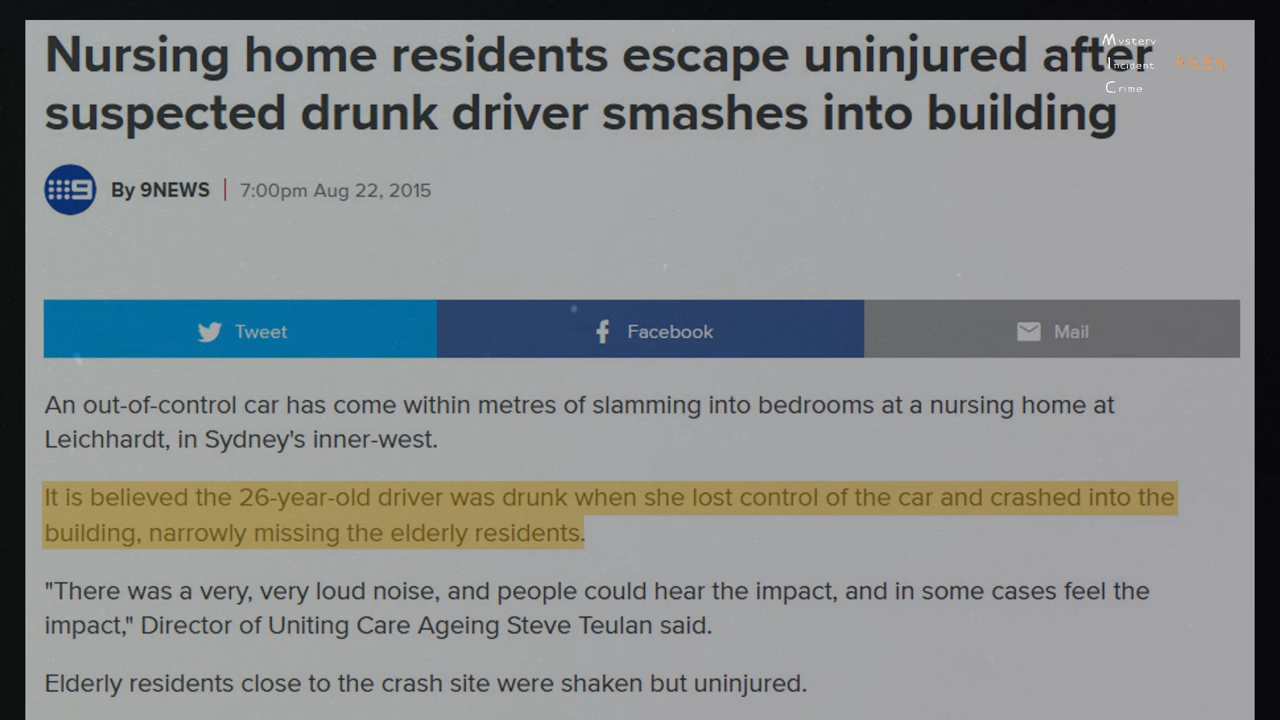 Nursing home residents escape uninjured after
suspected drunk driver smashes into building
Mystery
Incident
Crime
FILES
By 9NEWS | 7:00pm Aug 22, 2015
Tweet
Facebook
Mail
An out-of-control car has come within metres of slamming into bedrooms at a nursing home at
Leichhardt, in Sydney's inner-west.
It is believed the 26-year-old driver was drunk when she lost control of the car and crashed into the
building, narrowly missing the elderly residents.
"There was a very, very loud noise, and people could hear the impact, and in some cases feel the
impact," Director of Uniting Care Ageing Steve Teulan said.
Elderly residents close to the crash site were shaken but uninjured.